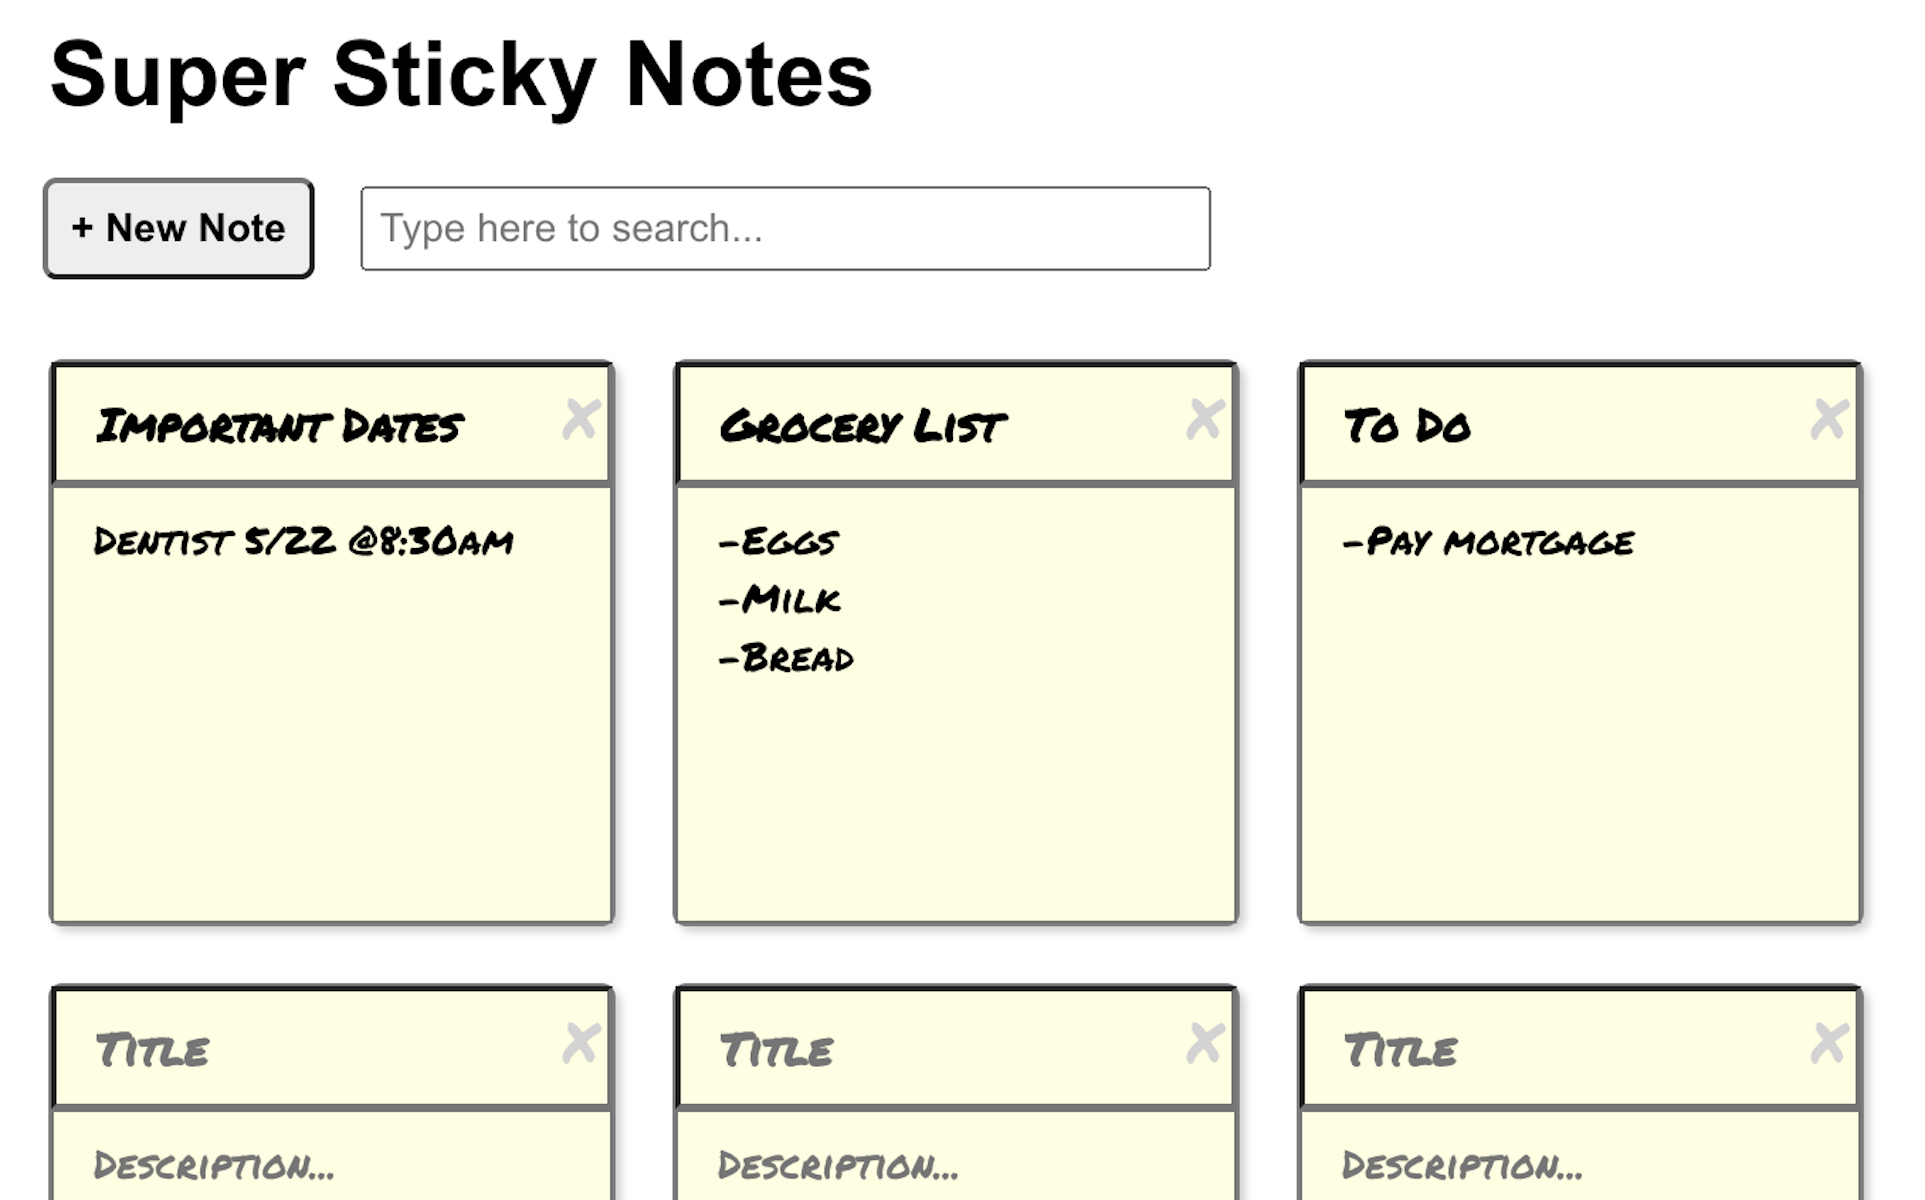 Super Sticky Notes
+ New Note
Type here to search...
Important Dates ✗
Dentist 5/22 @8:30am
Grocery List ✗
-Eggs
-Milk
-Bread
To Do ✗
-Pay mortgage
Title ✗
Description...
Title ✗
Description...
Title ✗
Description...